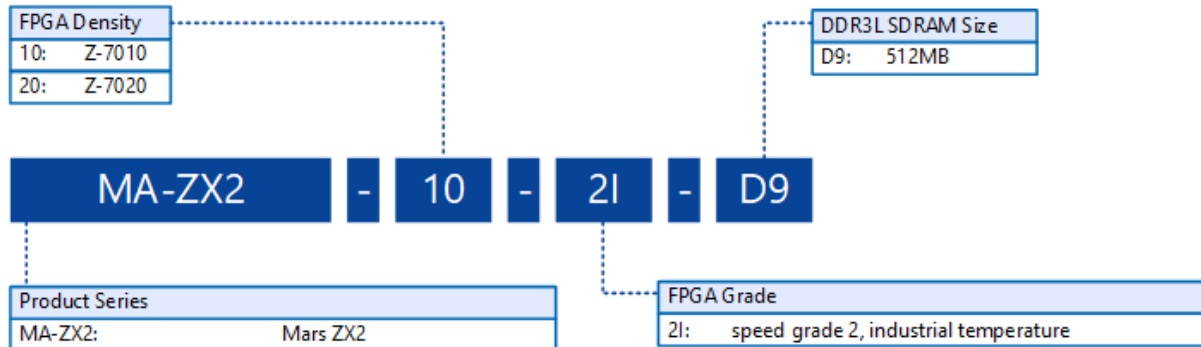 FPGA Density
10: Z-7010
20: Z-7020
DDR3L SDRAM Size
D9: 512MB
MA-ZX2 - 10 - 2I - D9
Product Series
MA-ZX2: Mars ZX2
FPGA Grade
2I: speed grade 2, industrial temperature